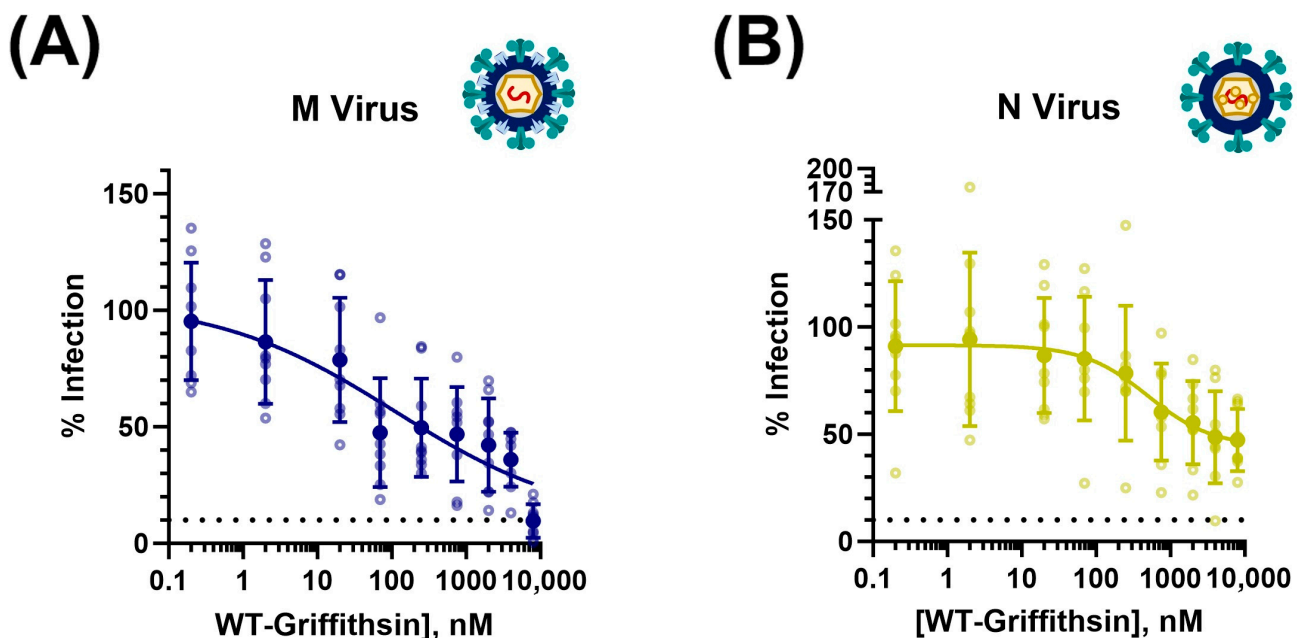 (A)
M Virus
% Infection
150
100
50
0
0.1 1 10 100 1000 10,000
WT-Griffithsin], nM
(B)
N Virus
% Infection
200
170
150
100
50
0
0.1 1 10 100 1000 10,000
[WT-Griffithsin], nM